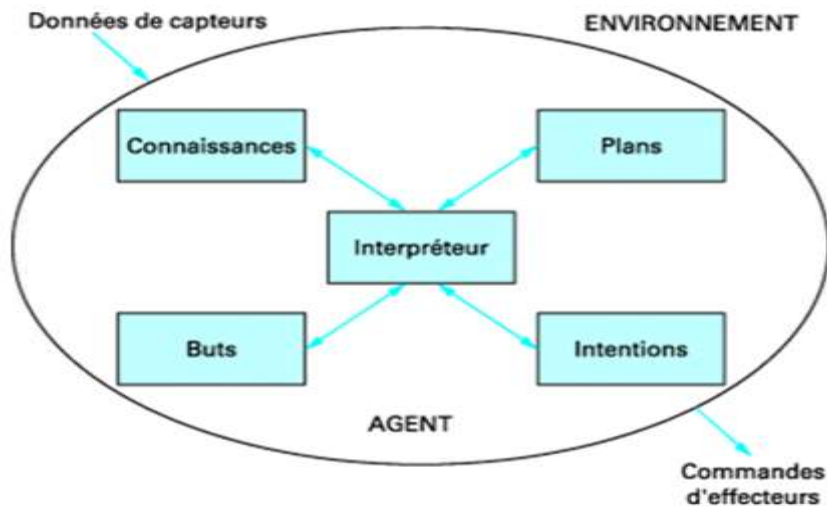 Données de capteurs
ENVIRONNEMENT
Connaissances
Plans
Interpréteur
Buts
Intentions
AGENT
Commandes
d'effecteurs